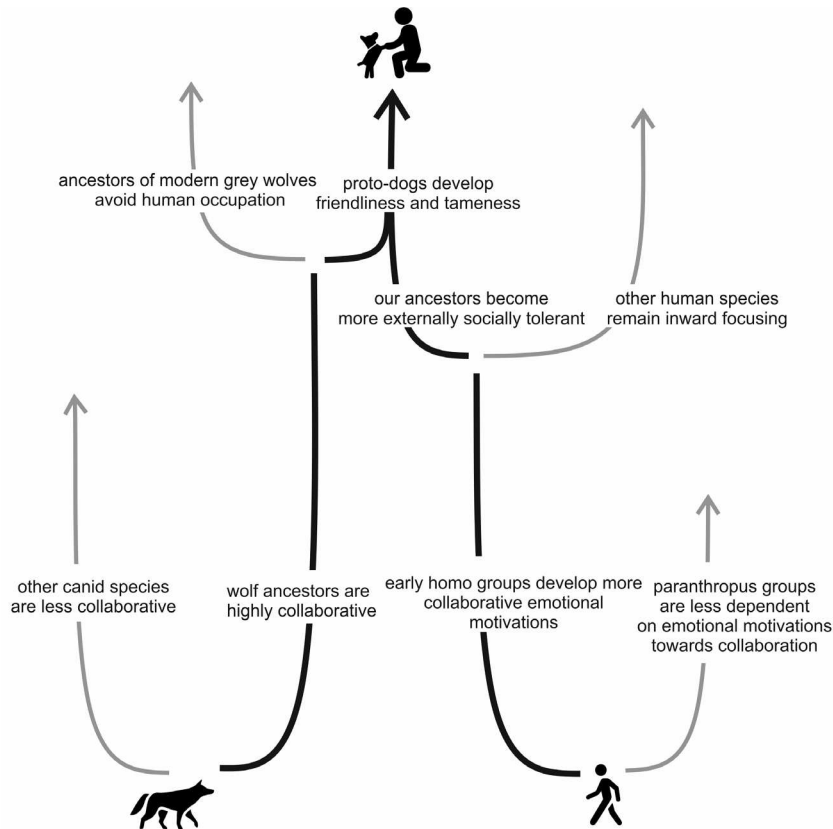 ancestors of modern grey wolves
avoid human occupation
proto-dogs develop
friendliness and tameness
our ancestors become
more externally socially tolerant
other human species
remain inward focusing
other canid species
are less collaborative
wolf ancestors are
highly collaborative
early homo groups develop more
collaborative emotional
motivations
paranthropus groups
are less dependent
on emotional motivations
towards collaboration